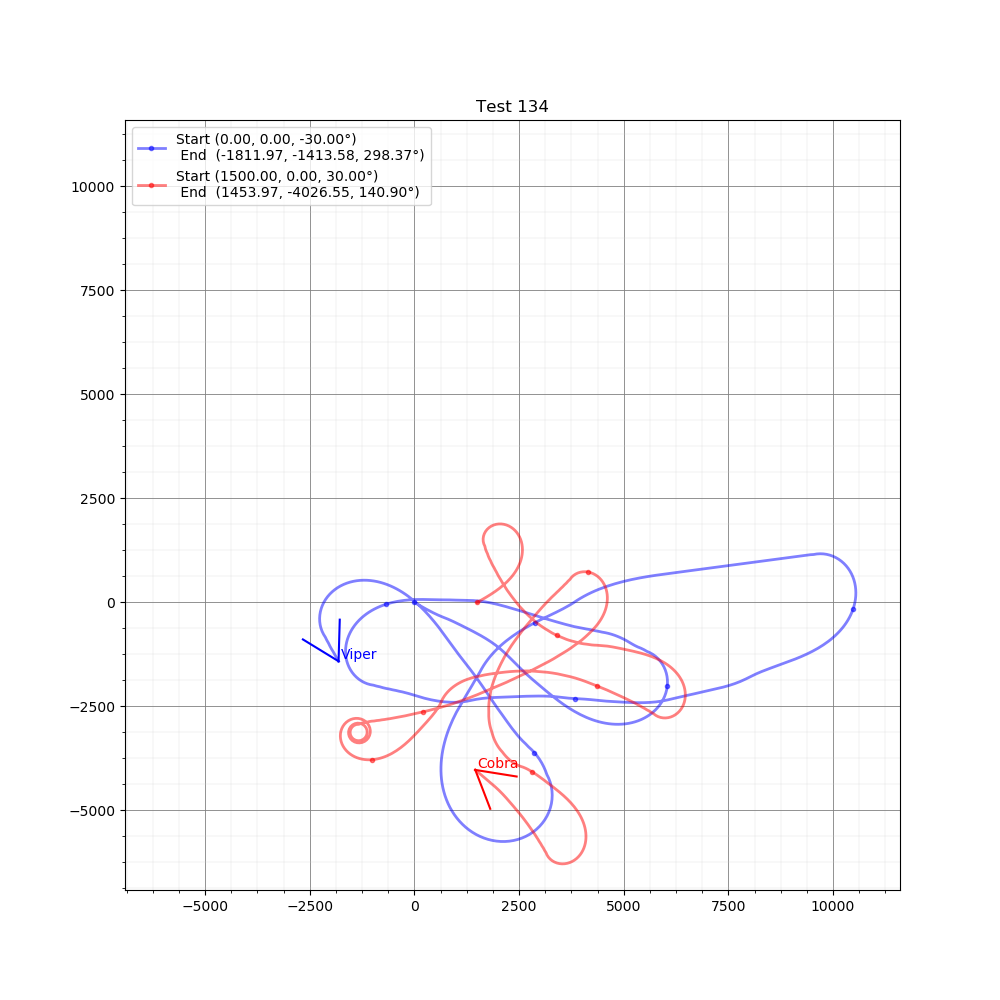 Test 134
Start (0.00, 0.00, -30.00°)
End (-1811.97, -1413.58, 298.37°)
Start (1500.00, 0.00, 30.00°)
End (1453.97, -4026.55, 140.90°)
10000
7500
5000
2500
0
−2500
−5000
Viper
Cobra
−5000
−2500
0
2500
5000
7500
10000